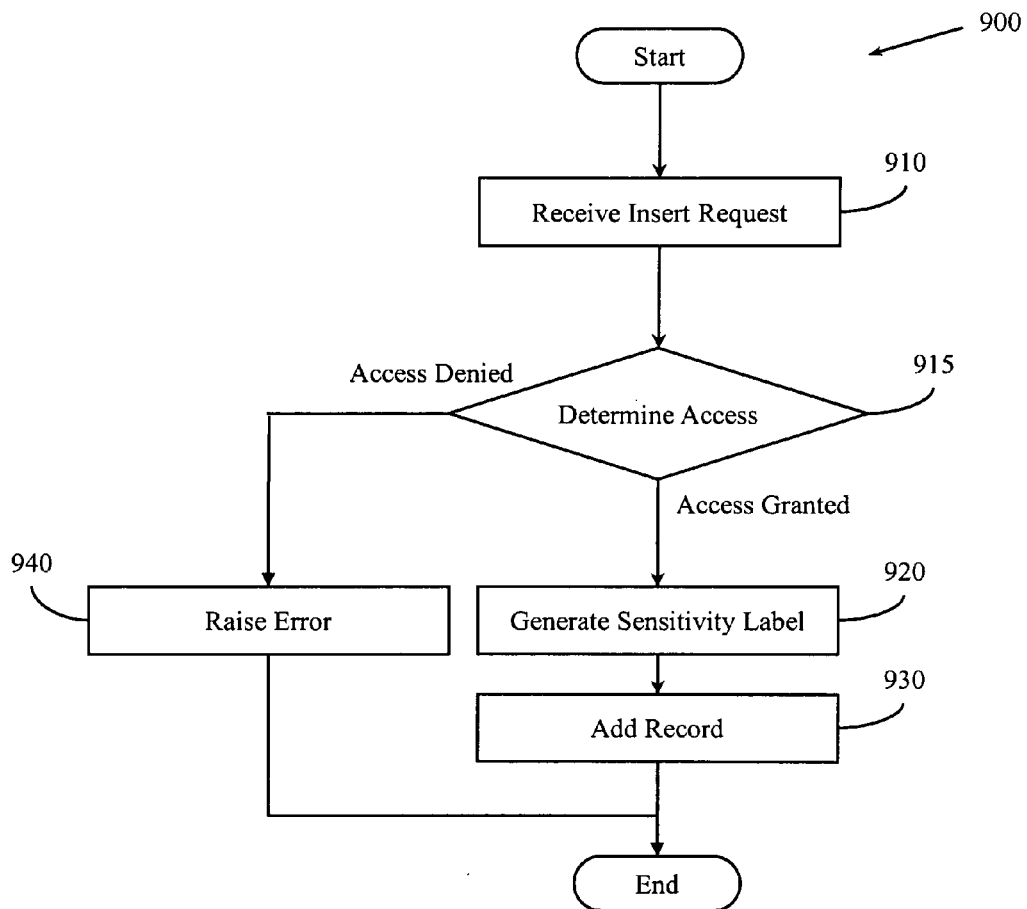 900
Start
910
Receive Insert Request
915
Access Denied
Determine Access
Access Granted
940
920
Raise Error
Generate Sensitivity Label
930
Add Record
End